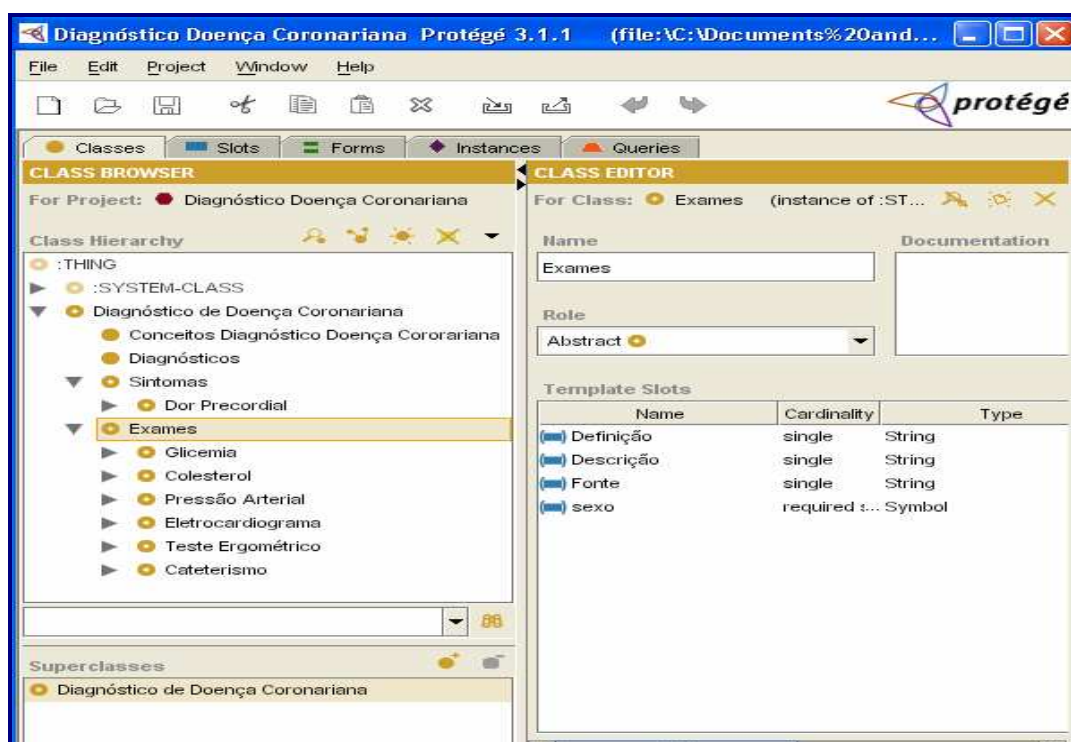 Diagnóstico Doença Coronariana Protégé 3.1.1 (file:\C:\Documents%20and...
File Edit Project Window Help
protégé
Classes Slots Forms Instances Queries
CLASS BROWSER
For Project: Diagnóstico Doença Coronariana
Class Hierarchy
:THING
:SYSTEM-CLASS
Diagnóstico de Doença Coronariana
Conceitos Diagnóstico Doença Cororariana
Diagnósticos
Sintomas
Dor Precordial
Exames
Glicemia
Colesterol
Pressão Arterial
Eletrocardiograma
Teste Ergométrico
Cateterismo
Superclasses
Diagnóstico de Doença Coronariana
CLASS EDITOR
For Class: Exames (instance of :ST...
Name Documentation
Exames
Role
Abstract
Template Slots
Name Cardinality Type
Definição single String
Descrição single String
Fonte single String
sexo required s... Symbol